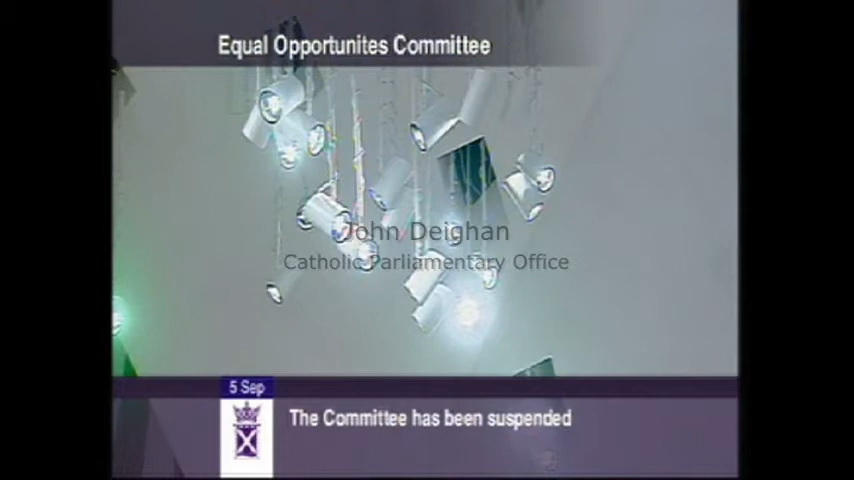 Equal Opportunites Committee
John Deighan
Catholic Parliamentary Office
5 Sep
The Committee has been suspended